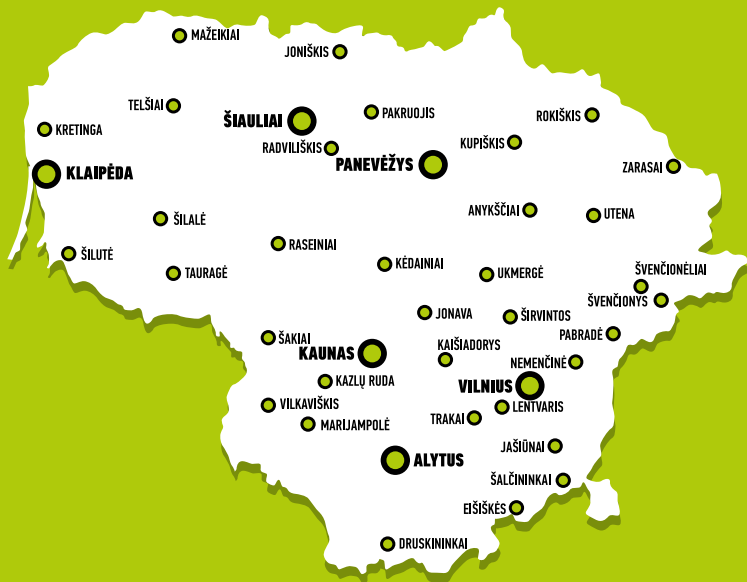 MAŽEIKIAI
JONIŠKIS
TELŠIAI
ŠIAULIAI
PAKRUOJIS
ROKIŠKIS
KRETINGA
RADVILIŠKIS
KUPIŠKIS
PANEVĖŽYS
ZARASAI
KLAIPĖDA
ANYKŠČIAI
UTENA
ŠILALĖ
RASEINIAI
ŠILUTĖ
TAURAGĖ
KĖDAINIAI
UKMERGĖ
ŠVENČIONĖLIAI
ŠVENČIONYS
JONAVA
ŠIRVINTOS
PABRADĖ
ŠAKIAI
KAUNAS
KAIŠIADORYS
NEMENČINĖ
KAZLŲ RUDA
VILNIUS
VILKAVIŠKIS
LENTVARIS
MARIJAMPOLĖ
TRAKAI
JAŠIŪNAI
ALYTUS
ŠALČININKAI
EIŠIŠKĖS
DRUSKININKAI